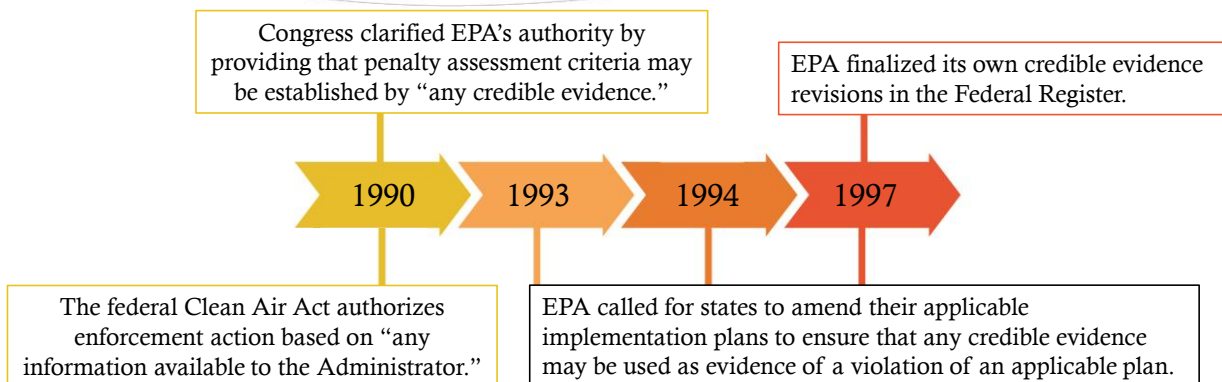 Congress clarified EPA’s authority by
providing that penalty assessment criteria may
be established by “any credible evidence.”
EPA finalized its own credible evidence
revisions in the Federal Register.
1990
1993
1994
1997
The federal Clean Air Act authorizes
enforcement action based on “any
information available to the Administrator.”
EPA called for states to amend their applicable
implementation plans to ensure that any credible evidence
may be used as evidence of a violation of an applicable plan.